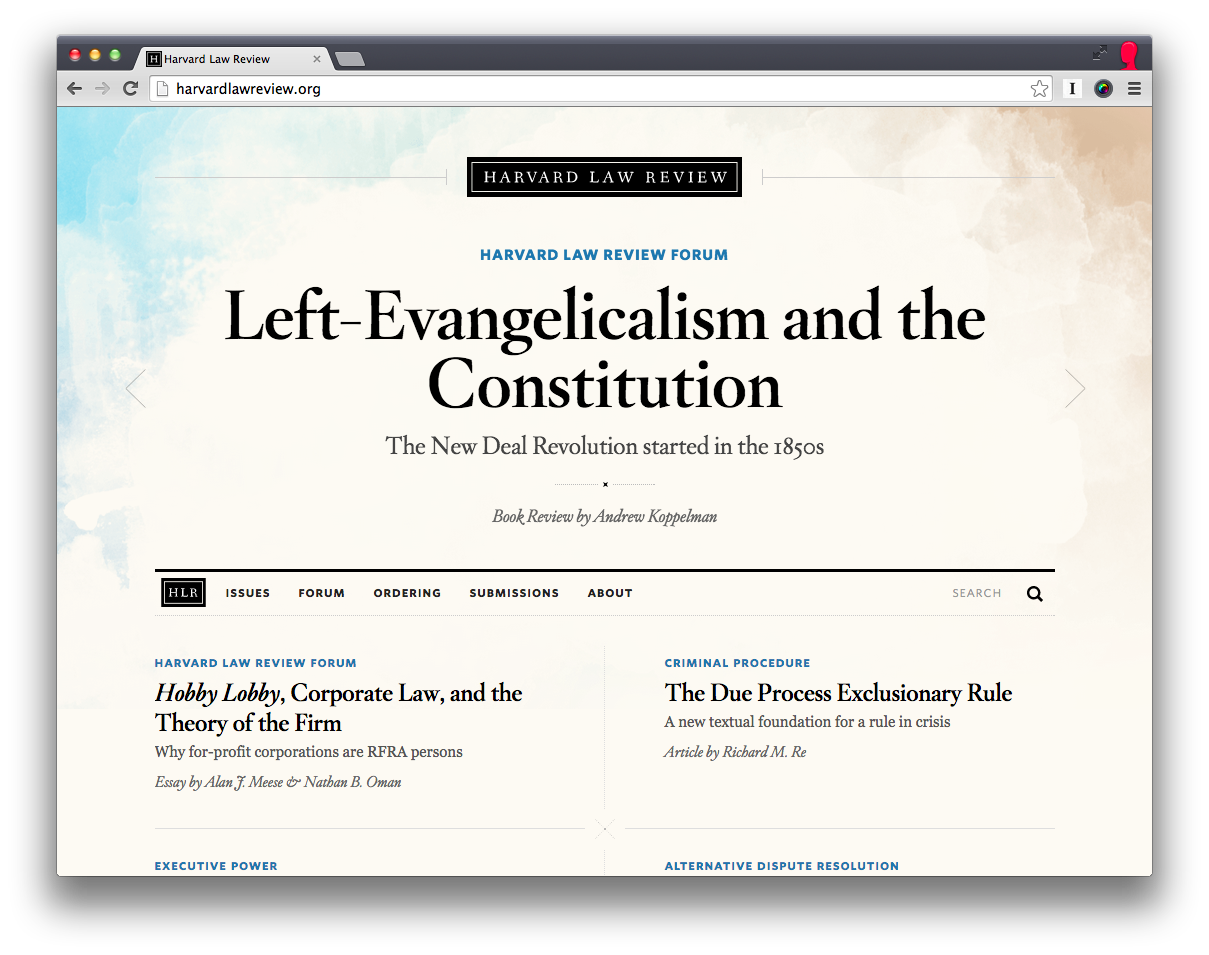 Harvard Law Review
harvardlawreview.org
HARVARD LAW REVIEW
HARVARD LAW REVIEW FORUM
Left-Evangelicalism and the
Constitution
The New Deal Revolution started in the 1850s
Book Review by Andrew Koppelman
HLR ISSUES FORUM ORDERING SUBMISSIONS ABOUT SEARCH
HARVARD LAW REVIEW FORUM
Hobby Lobby, Corporate Law, and the
Theory of the Firm
Why for-profit corporations are RFRA persons
Essay by Alan J. Meese & Nathan B. Oman
CRIMINAL PROCEDURE
The Due Process Exclusionary Rule
A new textual foundation for a rule in crisis
Article by Richard M. Re
EXECUTIVE POWER
ALTERNATIVE DISPUTE RESOLUTION